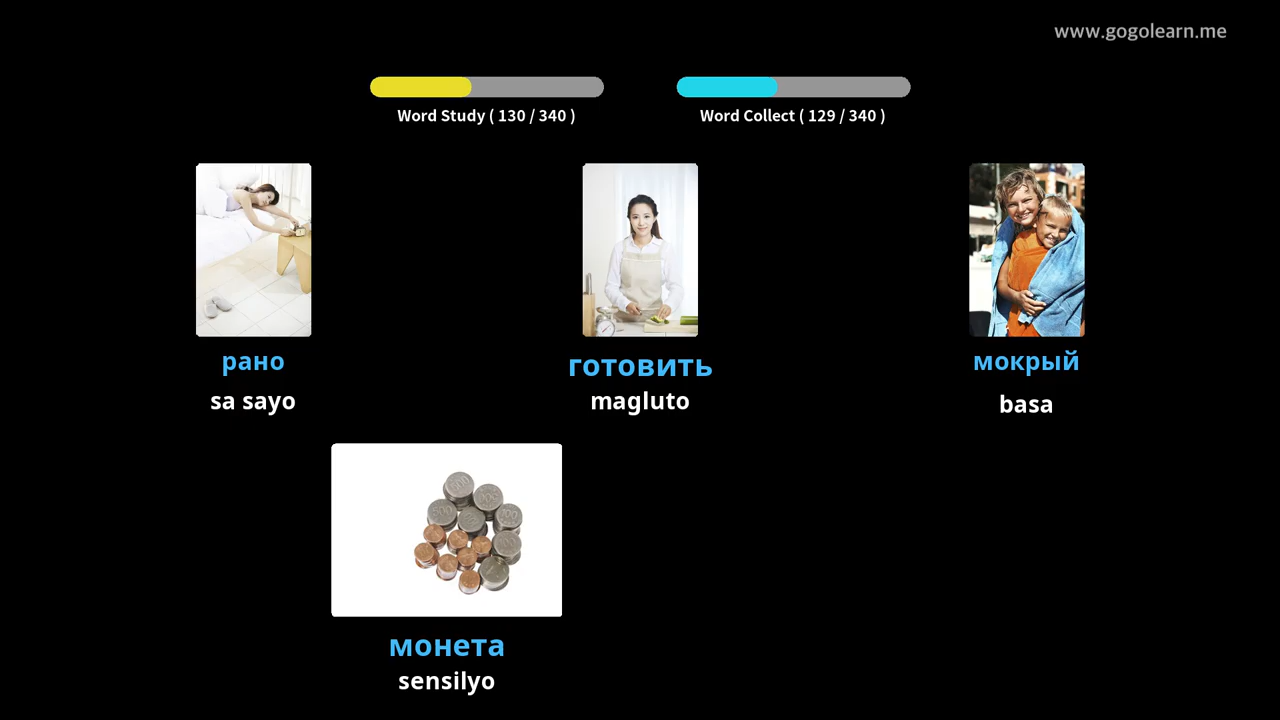 www.gogolearn.me
Word Study ( 130 / 340 )
Word Collect ( 129 / 340 )
рано
sa sayo
готовить
magluto
мокрый
basa
монета
sensilyo